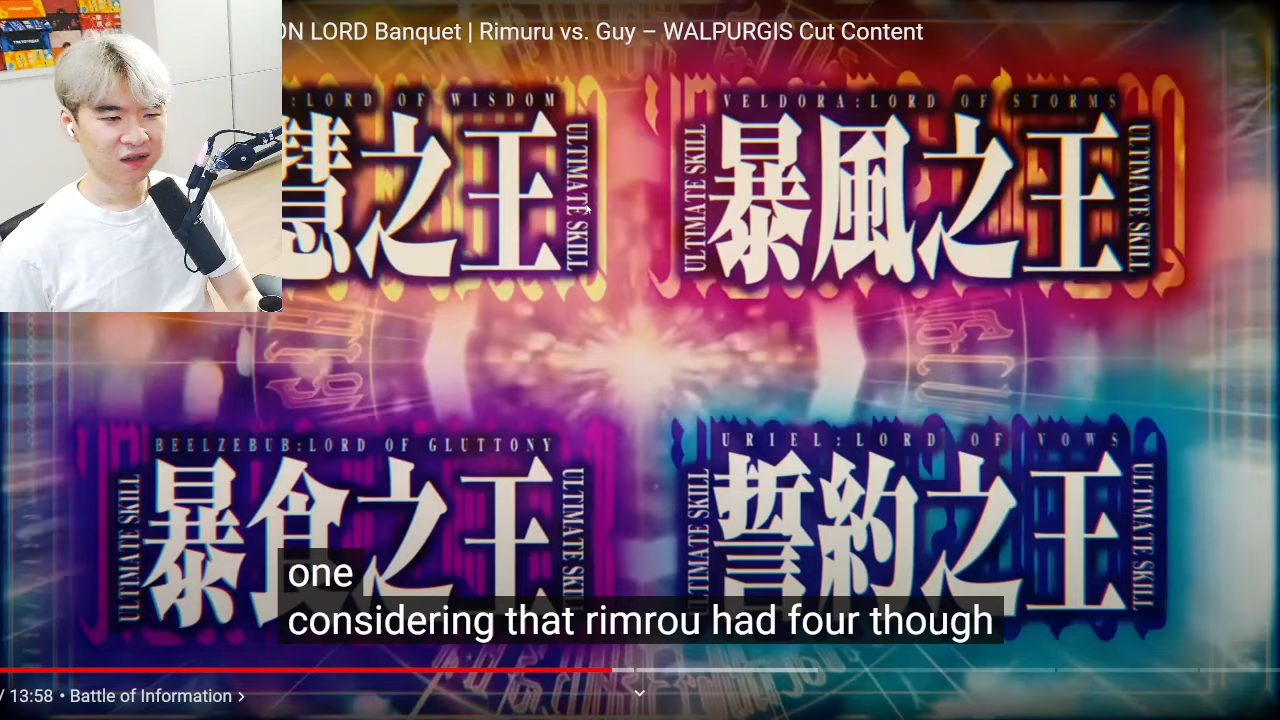 ON LORD Banquet | Rimuru vs. Guy – WALPURGIS Cut Content
:LORD OF WISDOM
慧之王
ULTIMATE SKILL
VELDORA:LORD OF STORMS
ULTIMATE SKILL
暴風之王
ULTIMATE SKILL
BEELZEBUB:LORD OF GLUTTONY
ULTIMATE SKILL
暴食之王
ULTIMATE SKILL
URIEL:LORD OF VOWS
ULTIMATE SKILL
誓約之王
ULTIMATE SKILL
one
considering that rimrou had four though
/ 13:58 • Battle of Information >